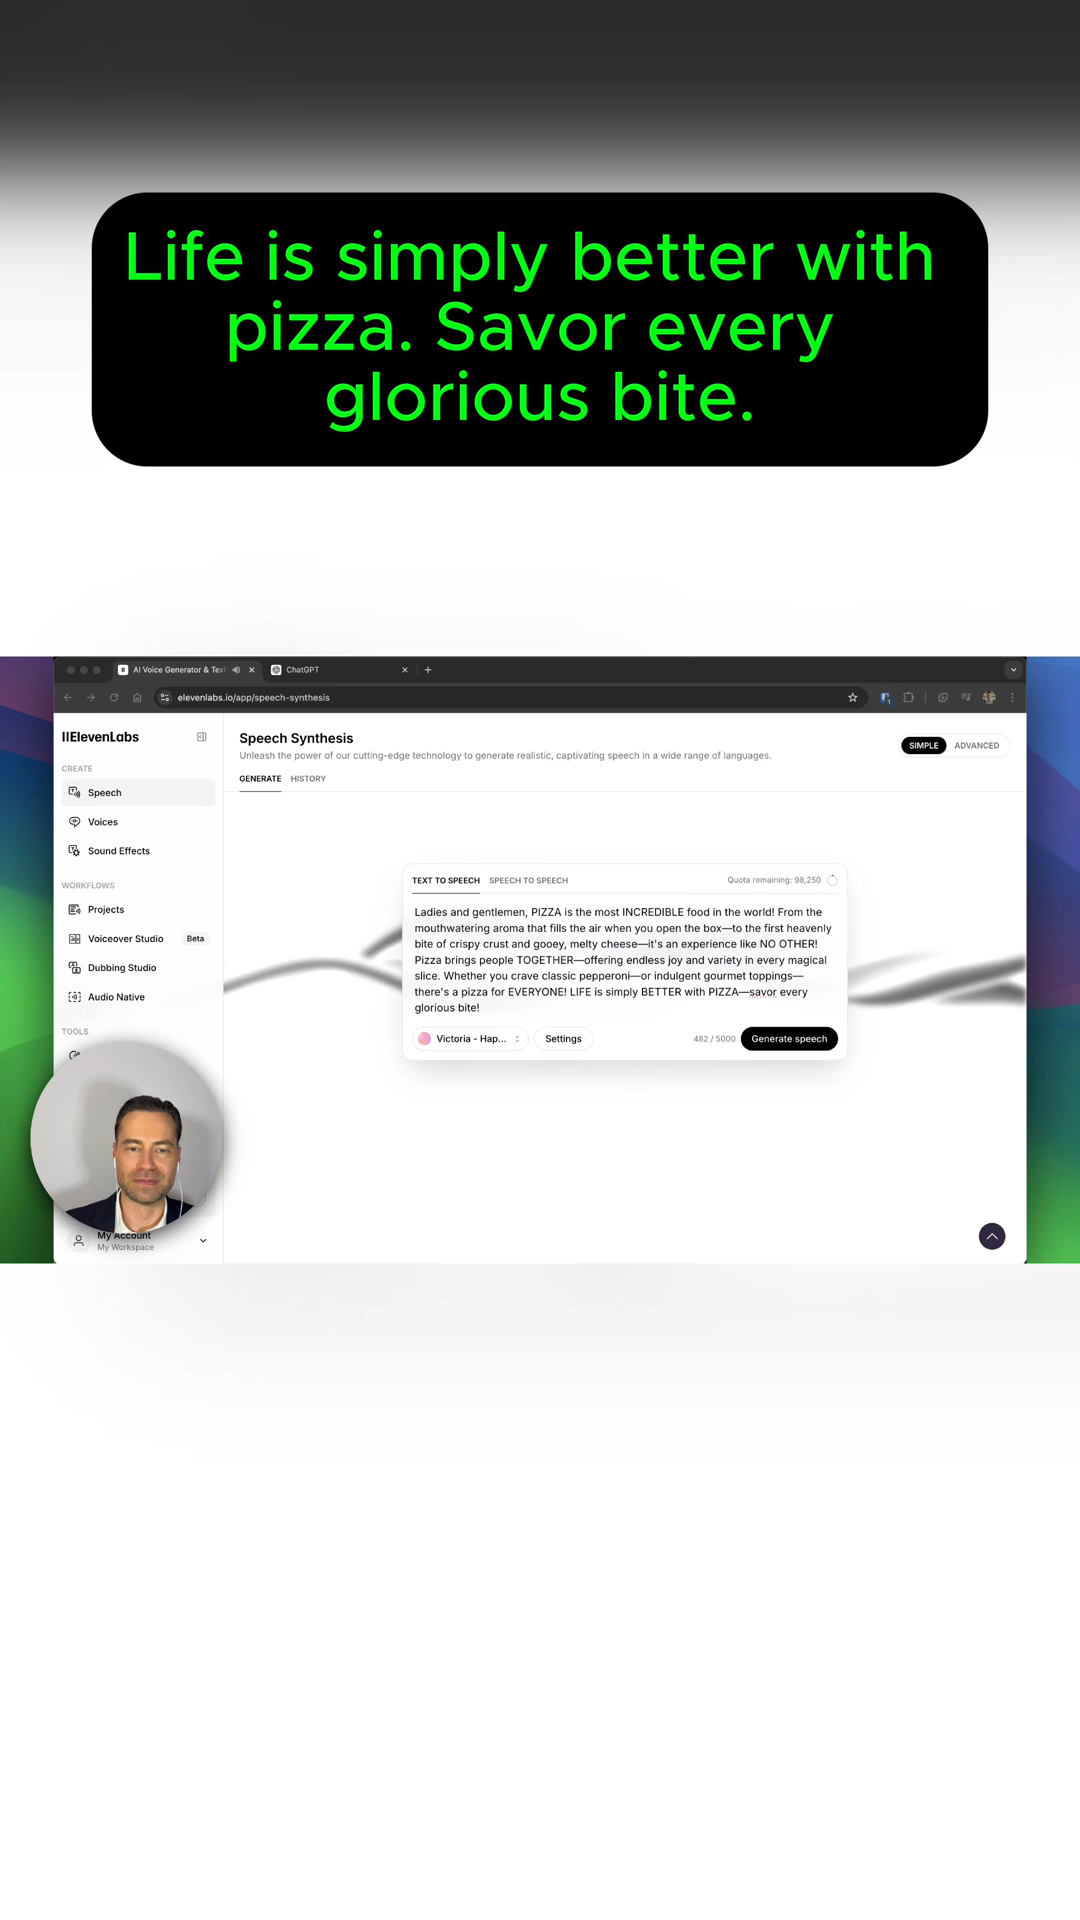 Life is simply better with
pizza. Savor every
glorious bite.
AI Voice Generator & Tex
ChatGPT
elevenlabs.io/app/speech-synthesis
IIElevenLabs
CREATE
Speech
Voices
Sound Effects
WORKFLOWS
Projects
Voiceover Studio Beta
Dubbing Studio
Audio Native
TOOLS
My Account
My Workspace
Speech Synthesis
Unleash the power of our cutting-edge technology to generate realistic, captivating speech in a wide range of languages.
SIMPLE ADVANCED
GENERATE HISTORY
TEXT TO SPEECH SPEECH TO SPEECH Quota remaining: 98,250
Ladies and gentlemen, PIZZA is the most INCREDIBLE food in the world! From the
mouthwatering aroma that fills the air when you open the box—to the first heavenly
bite of crispy crust and gooey, melty cheese—it's an experience like NO OTHER!
Pizza brings people TOGETHER—offering endless joy and variety in every magical
slice. Whether you crave classic pepperoni—or indulgent gourmet toppings—
there's a pizza for EVERYONE! LIFE is simply BETTER with PIZZA—savor every
glorious bite!
Victoria - Hap... Settings 482 / 5000 Generate speech